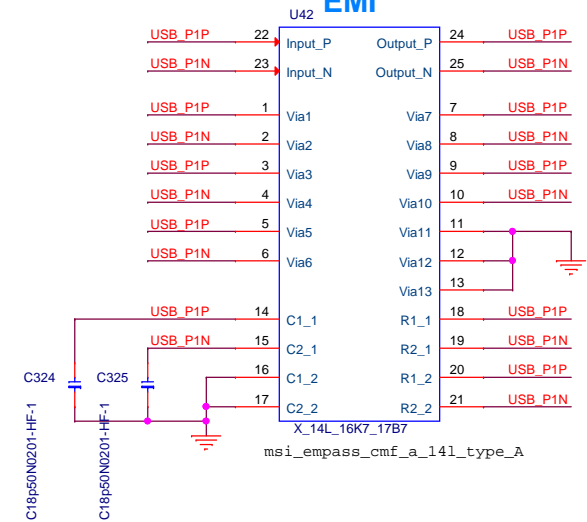 EMI
U42
USB_P1P 22 Input_P Output_P 24 USB_P1P
USB_P1N 23 Input_N Output_N 25 USB_P1N
USB_P1P 1 Via1 Via7 7 USB_P1P
USB_P1N 2 Via2 Via8 8 USB_P1N
USB_P1P 3 Via3 Via9 9 USB_P1P
USB_P1N 4 Via4 Via10 10 USB_P1N
USB_P1P 5 Via5 Via11 11
USB_P1N 6 Via6 Via12 12
Via13 13
USB_P1P 14 C1_1 R1_1 18 USB_P1P
USB_P1N 15 C2_1 R2_1 19 USB_P1N
16 C1_2 R1_2 20 USB_P1P
17 C2_2 R2_2 21 USB_P1N
C324 C325
C18p50N0201-HF-1
C18p50N0201-HF-1
X_14L_16K7_17B7
msi_empass_cmf_a_14l_type_A